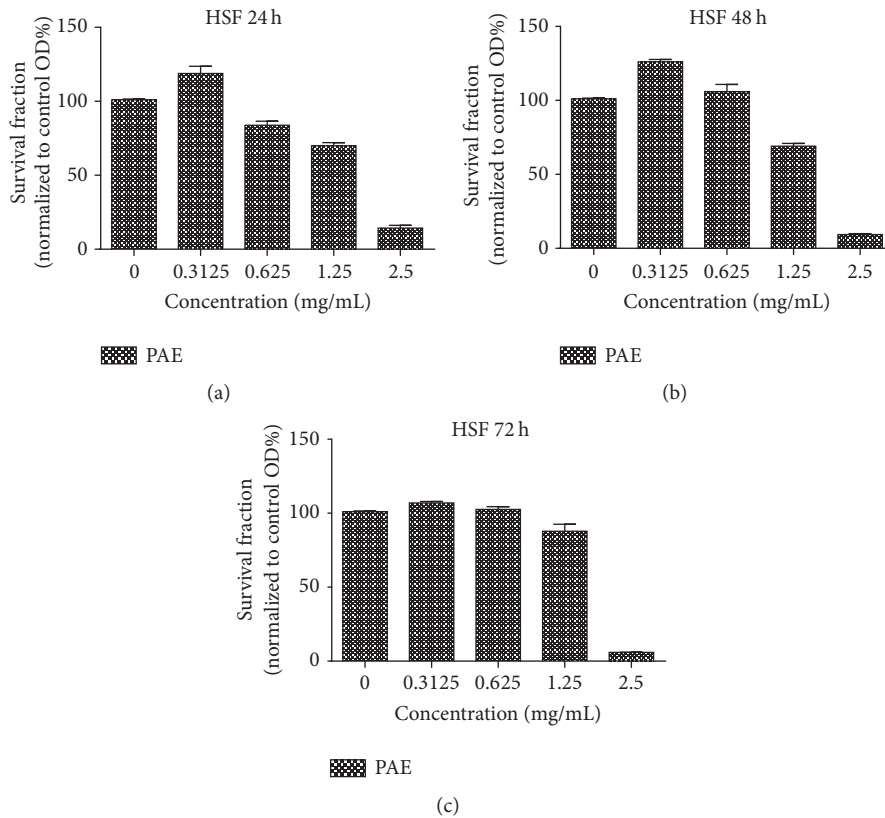 HSF 24 h
Survival fraction
(normalized to control OD%)
150
100
50
0
0 0.3125 0.625 1.25 2.5
Concentration (mg/mL)
PAE
(a)
HSF 48 h
Survival fraction
(normalized to control OD%)
150
100
50
0
0 0.3125 0.625 1.25 2.5
Concentration (mg/mL)
PAE
(b)
HSF 72 h
Survival fraction
(normalized to control OD%)
150
100
50
0
0 0.3125 0.625 1.25 2.5
Concentration (mg/mL)
PAE
(c)